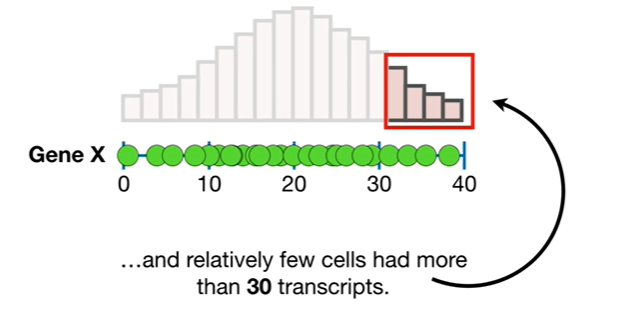 Gene X
0 10 20 30 40
...and relatively few cells had more
than 30 transcripts.